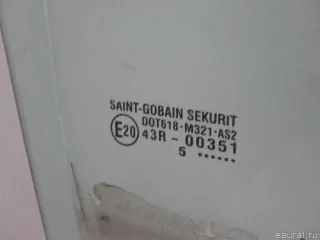 SAINT-GOBAIN SEKURIT
DOT618-M321-AS2
E20 43R - 00351
5 ......
eaural.ru